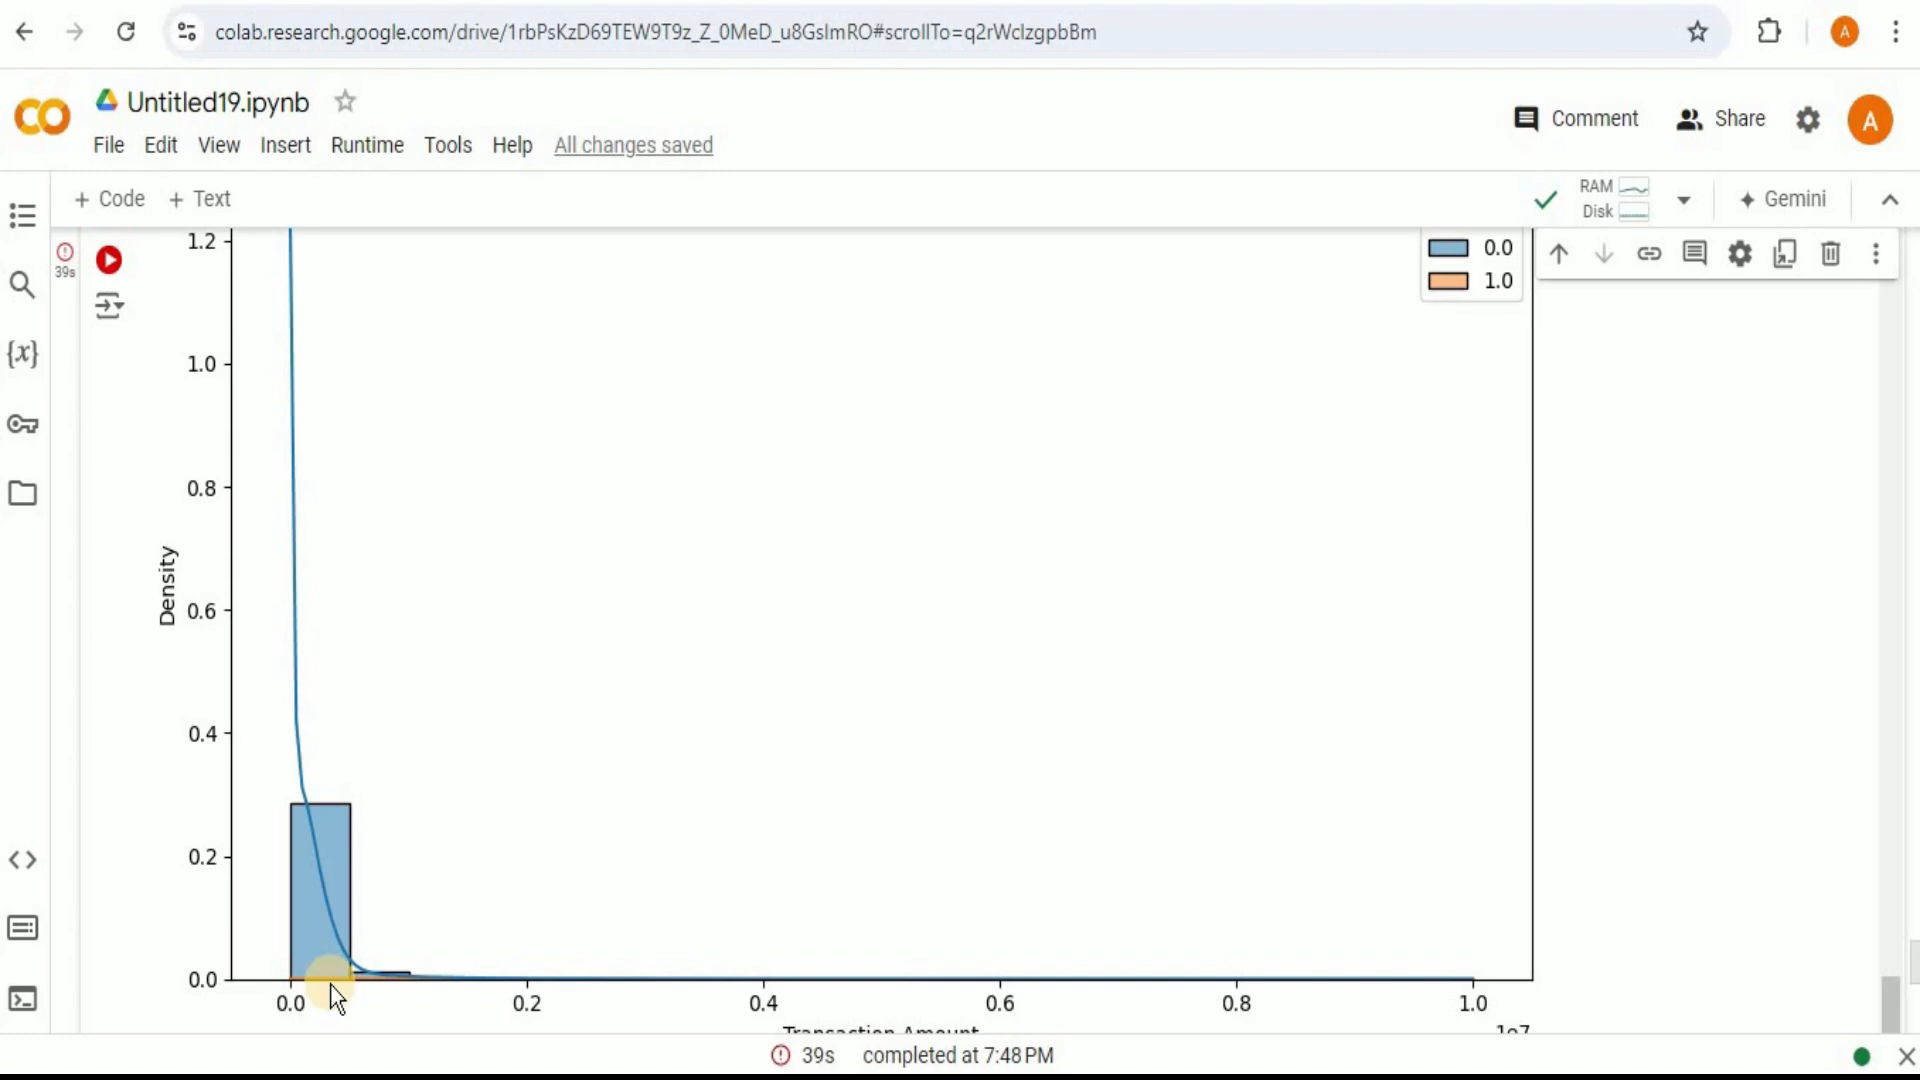 colab.research.google.com/drive/1rbPsKzD69TEW9T9z_Z_0MeD_u8GsImRO#scrollTo=q2rWclzgpbBm
A
CO
Untitled19.ipynb
Comment
Share
A
File Edit View Insert Runtime Tools Help All changes saved
+ Code + Text
RAM
Disk
Gemini
39s
{x}
1.2
1.0
0.8
0.6
0.4
0.2
0.0
Density
0.0
1.0
0.0 0.2 0.4 0.6 0.8 1.0
Transaction Amount
1e7
39s completed at 7:48 PM